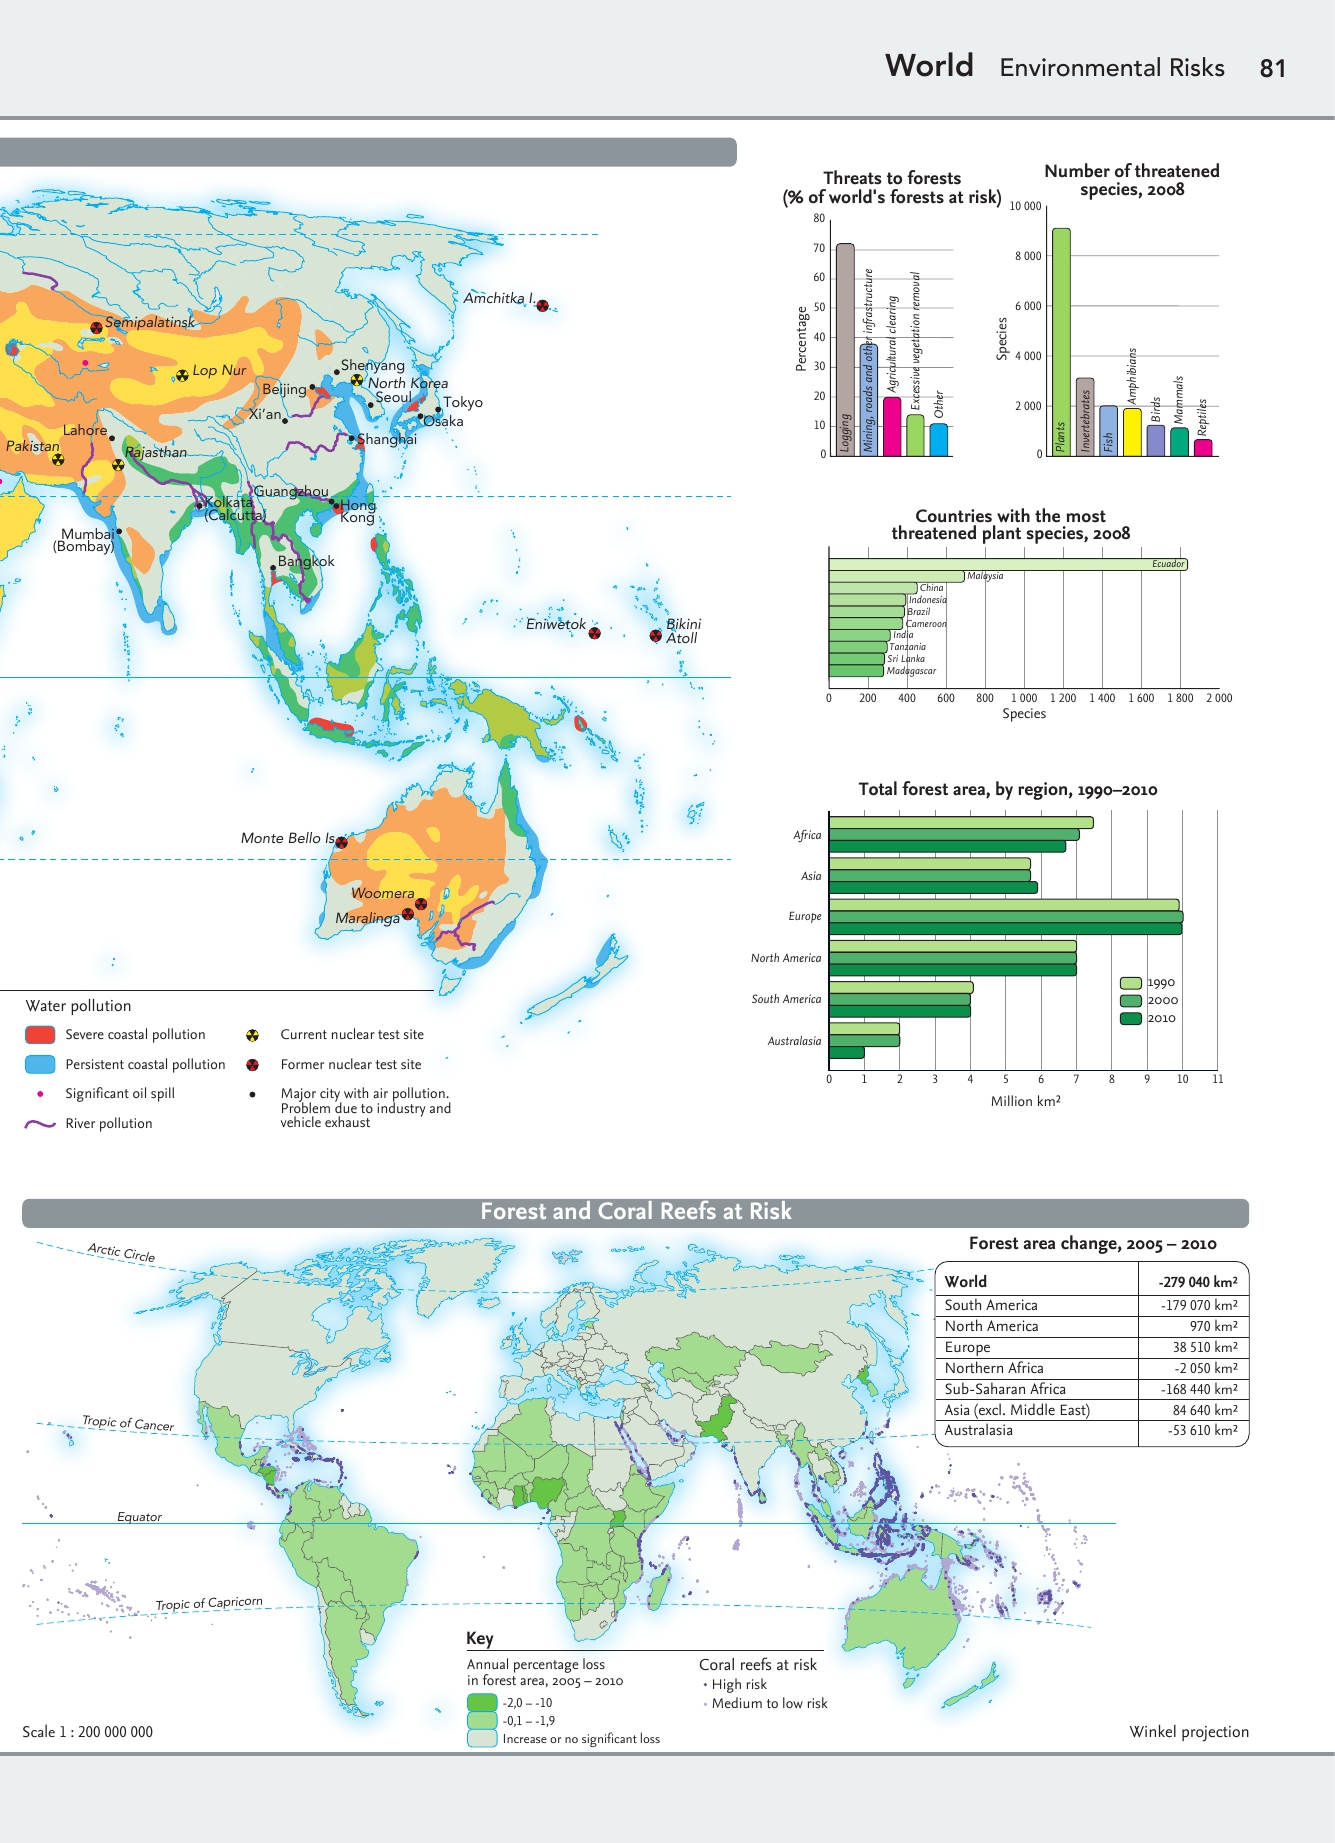 World Environmental Risks 81
Amchitka I.
Semipalatinsk
Lop Nur
Shenyang
North Korea
Beijing
Seoul
Tokyo
Xi'an
Osaka
Lahore
Shanghai
Pakistan
Rajasthan
Guangzhou
Kolkata
(Calcutta)
Hong
Kong
Mumbai
(Bombay)
Bangkok
Eniwetok
Bikini
Atoll
Monte Bello Is.
Woomera
Maralinga
Water pollution
Severe coastal pollution
Persistent coastal pollution
Significant oil spill
River pollution
Current nuclear test site
Former nuclear test site
Major city with air pollution.
Problem due to industry and
vehicle exhaust
Threats to forests
(% of world's forests at risk)
80
70
60
50
40
30
20
10
0
Percentage
Logging
Mining, roads and other infrastructure
Agricultural clearing
Excessive vegetation removal
Other
Number of threatened
species, 2008
10 000
8 000
6 000
4 000
2 000
0
Species
Plants
Invertebrates
Fish
Amphibians
Birds
Mammals
Reptiles
Countries with the most
threatened plant species, 2008
Ecuador
Malaysia
China
Indonesia
Brazil
Cameroon
India
Tanzania
Sri Lanka
Madagascar
0 200 400 600 800 1 000 1 200 1 400 1 600 1 800 2 000
Species
Total forest area, by region, 1990–2010
Africa
Asia
Europe
North America
South America
Australasia
1990
2000
2010
0 1 2 3 4 5 6 7 8 9 10 11
Million km²
Forest and Coral Reefs at Risk
Arctic Circle
Tropic of Cancer
Equator
Tropic of Capricorn
Forest area change, 2005 – 2010
World -279 040 km²
South America -179 070 km²
North America 970 km²
Europe 38 510 km²
Northern Africa -2 050 km²
Sub-Saharan Africa -168 440 km²
Asia (excl. Middle East) 84 640 km²
Australasia -53 610 km²
Key
Annual percentage loss
in forest area, 2005 – 2010
-2,0 – -10
-0,1 – -1,9
Increase or no significant loss
Coral reefs at risk
High risk
Medium to low risk
Scale 1 : 200 000 000
Winkel projection